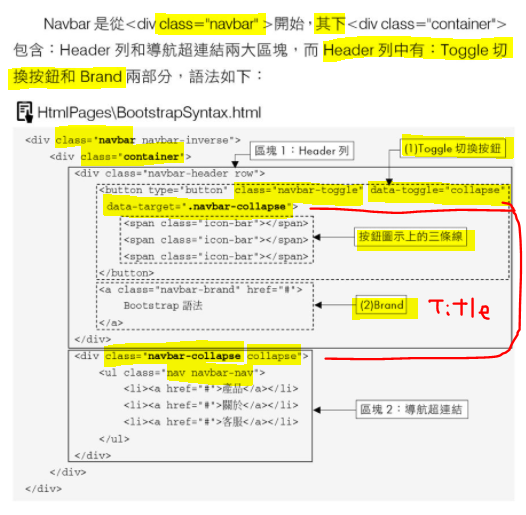 Navbar 是從<div class="navbar" >開始，其下<div class="container">
包含：Header 列和導航超連結兩大區塊，而 Header 列中有：Toggle 切
換按鈕和 Brand 兩部分，語法如下：
HtmlPages\BootstrapSyntax.html
<div class="navbar navbar-inverse">
<div class="container">
區塊 1：Header 列
(1)Toggle 切換按鈕
<div class="navbar-header row">
<button type="button" class="navbar-toggle" data-toggle="collapse"
data-target=".navbar-collapse">
<span class="icon-bar"></span>
<span class="icon-bar"></span>
按鈕圖示上的三條線
<span class="icon-bar"></span>
</button>
<a class="navbar-brand" href="#">
Bootstrap 語法
(2)Brand
Title
</a>
</div>
<div class="navbar-collapse collapse">
<ul class="nav navbar-nav">
<li><a href="#">產品</a></li>
<li><a href="#">關於</a></li>
區塊 2：導航超連結
<li><a href="#">客服</a></li>
</ul>
</div>
</div>
</div>